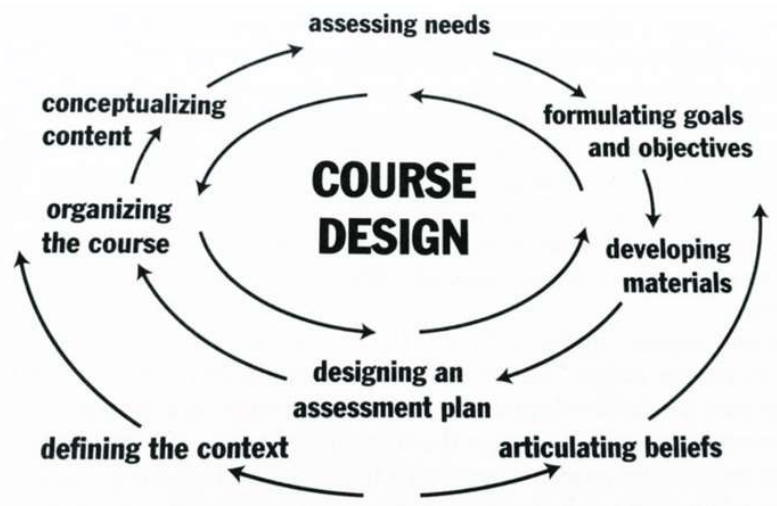 assessing needs
conceptualizing
content
formulating goals
and objectives
COURSE
DESIGN
organizing
the course
developing
materials
designing an
assessment plan
defining the context
articulating beliefs